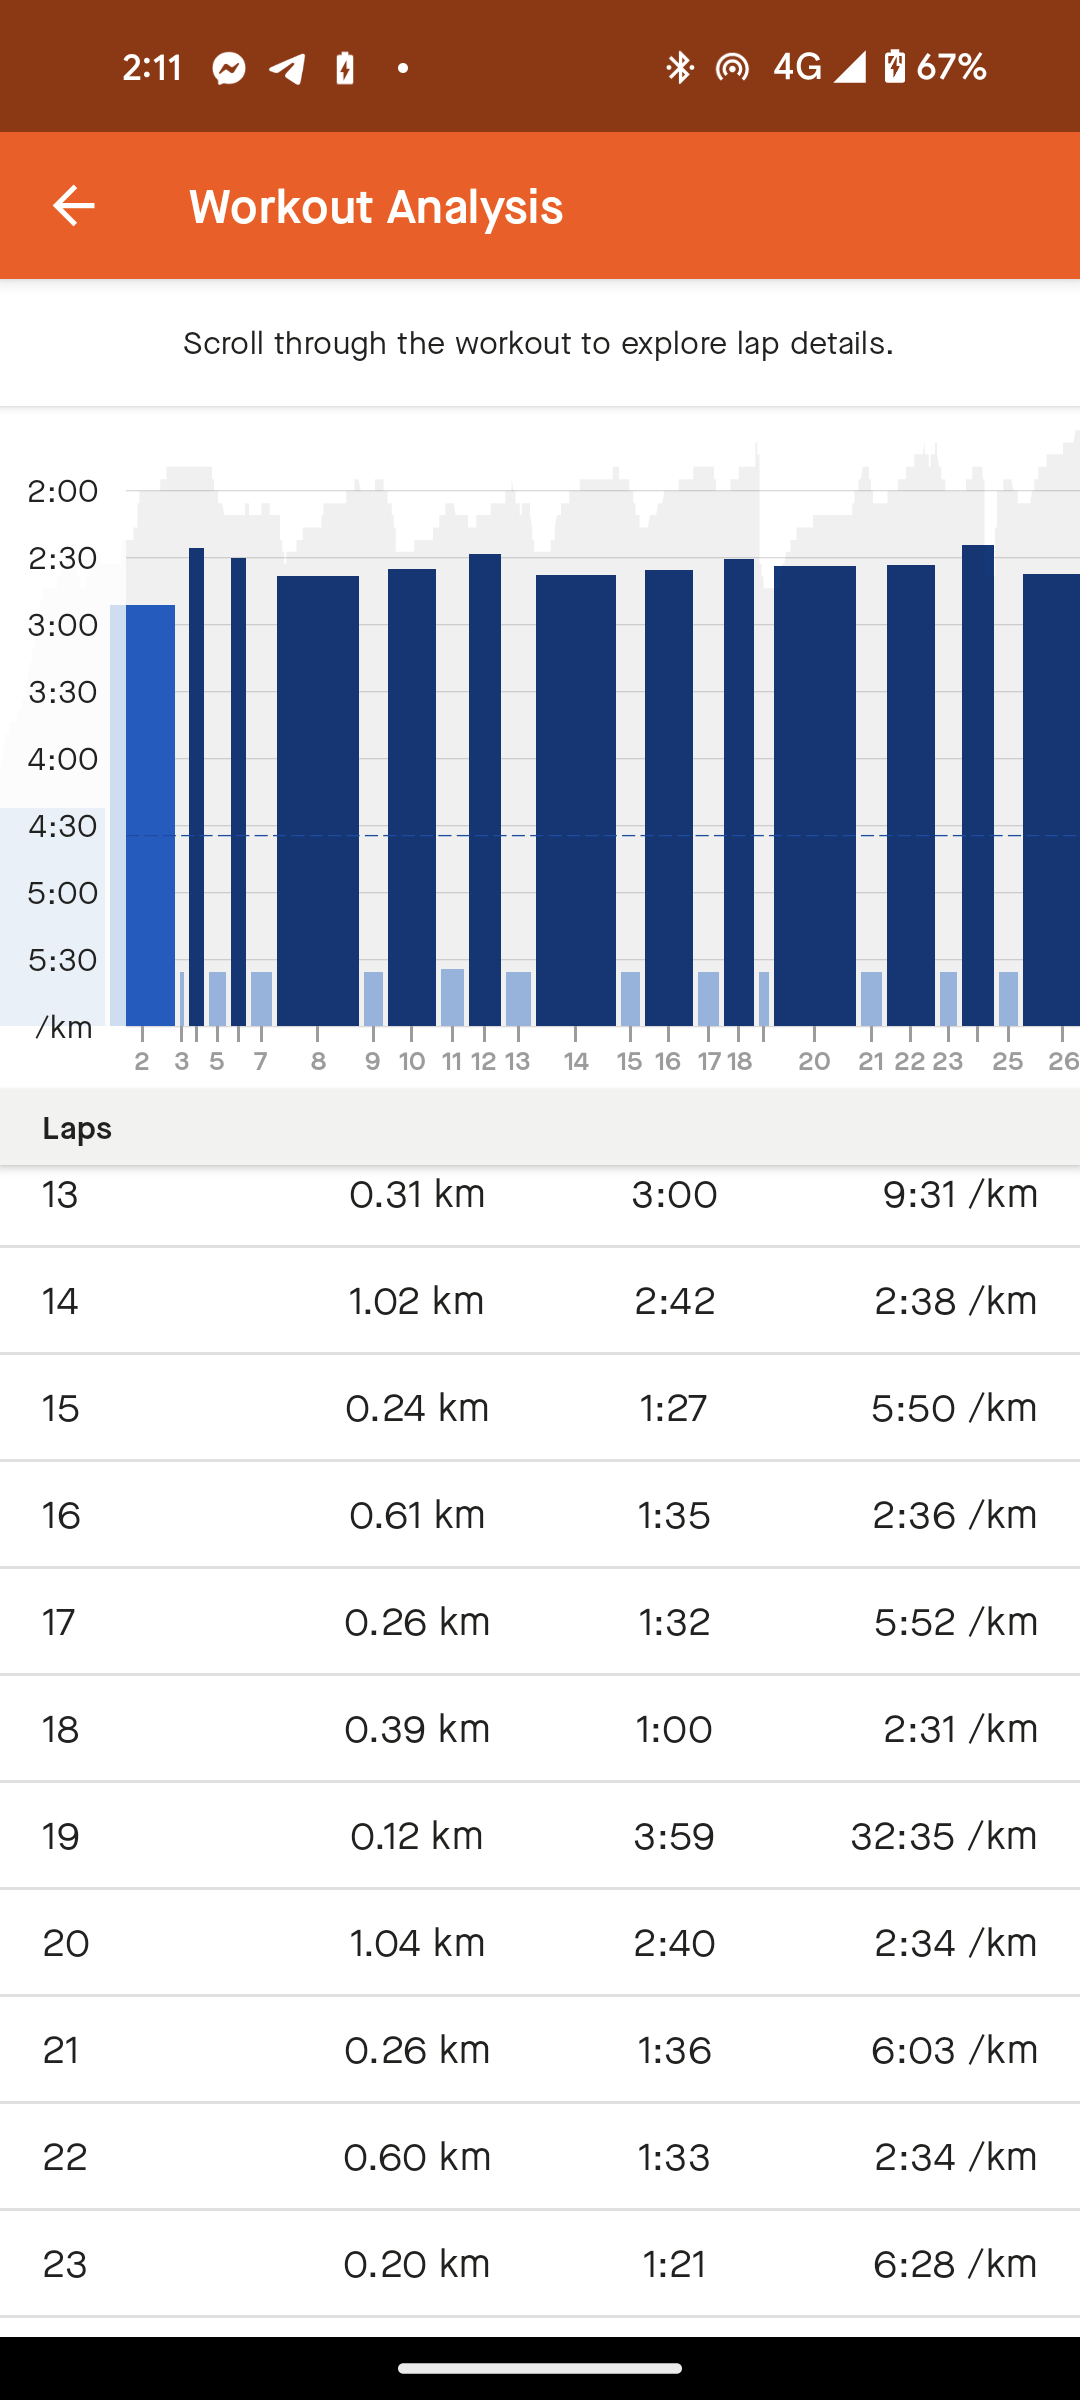 2:11 4G 67%
Workout Analysis
Scroll through the workout to explore lap details.
2:00
2:30
3:00
3:30
4:00
4:30
5:00
5:30
/km
2 3 5 7 8 9 10 11 12 13 14 15 16 17 18 20 21 22 23 25 26
Laps
13 0.31 km 3:00 9:31 /km
14 1.02 km 2:42 2:38 /km
15 0.24 km 1:27 5:50 /km
16 0.61 km 1:35 2:36 /km
17 0.26 km 1:32 5:52 /km
18 0.39 km 1:00 2:31 /km
19 0.12 km 3:59 32:35 /km
20 1.04 km 2:40 2:34 /km
21 0.26 km 1:36 6:03 /km
22 0.60 km 1:33 2:34 /km
23 0.20 km 1:21 6:28 /km